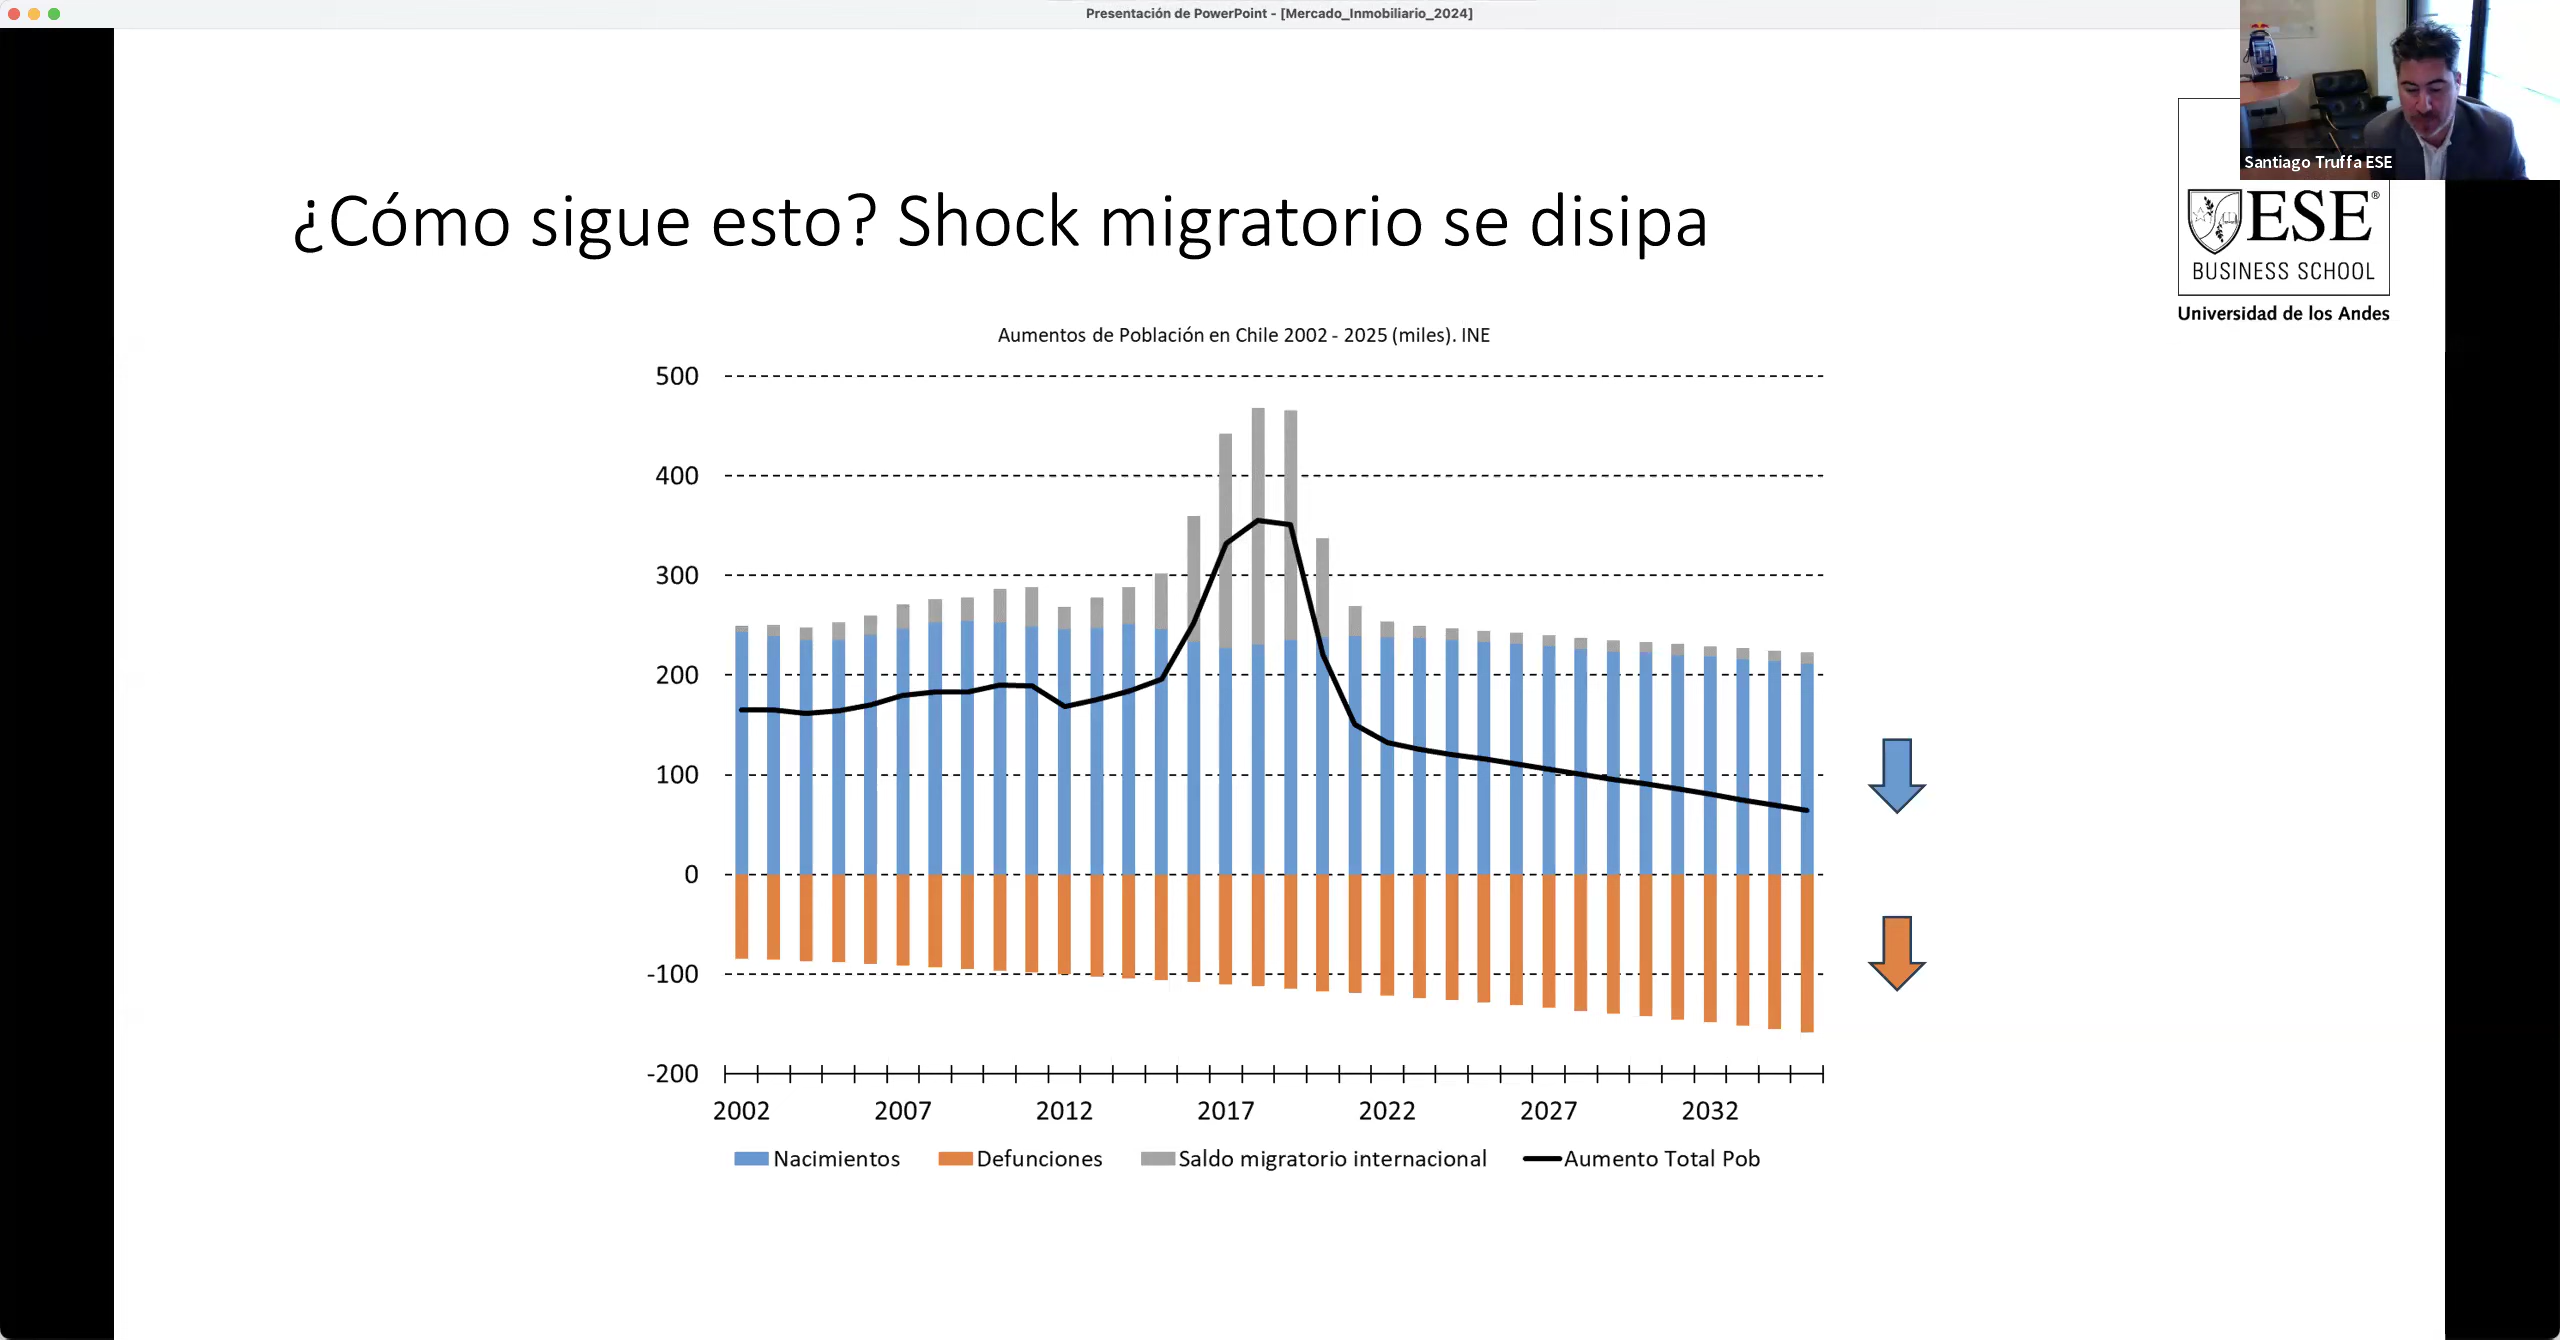 Presentación de PowerPoint - [Mercado_Inmobiliario_2024]
Santiago Truffa ESE
ESE®
BUSINESS SCHOOL
Universidad de los Andes
¿Cómo sigue esto? Shock migratorio se disipa
Aumentos de Población en Chile 2002 - 2025 (miles). INE
500
400
300
200
100
0
-100
-200
2002 2007 2012 2017 2022 2027 2032
Nacimientos Defunciones Saldo migratorio internacional Aumento Total Pob